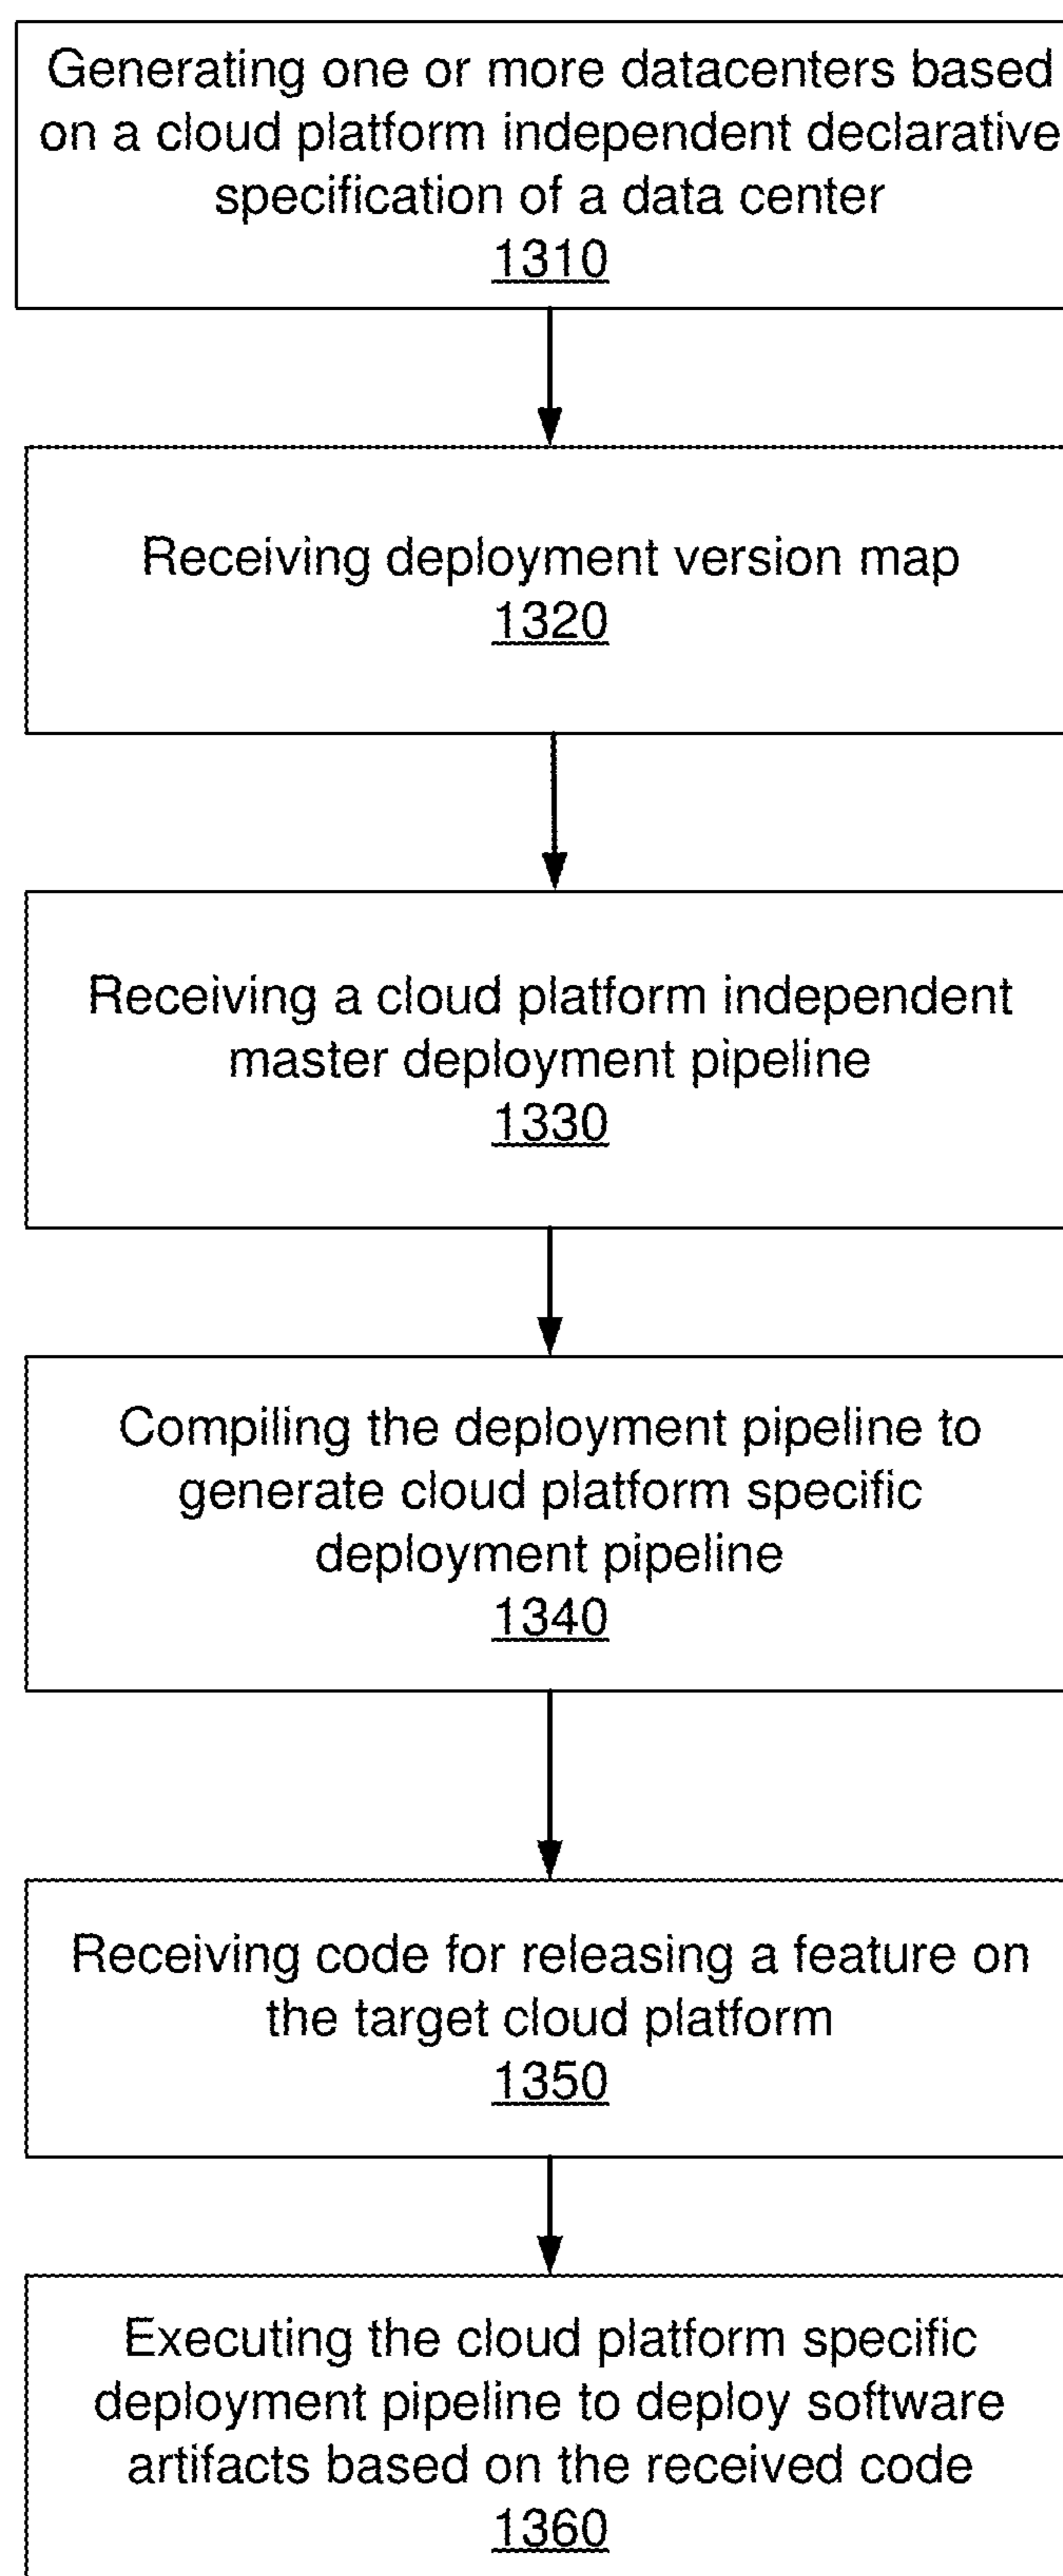 Generating one or more datacenters based
on a cloud platform independent declarative
specification of a data center
1310
Receiving deployment version map
1320
Receiving a cloud platform independent
master deployment pipeline
1330
Compiling the deployment pipeline to
generate cloud platform specific
deployment pipeline
1340
Receiving code for releasing a feature on
the target cloud platform
1350
Executing the cloud platform specific
deployment pipeline to deploy software
artifacts based on the received code
1360